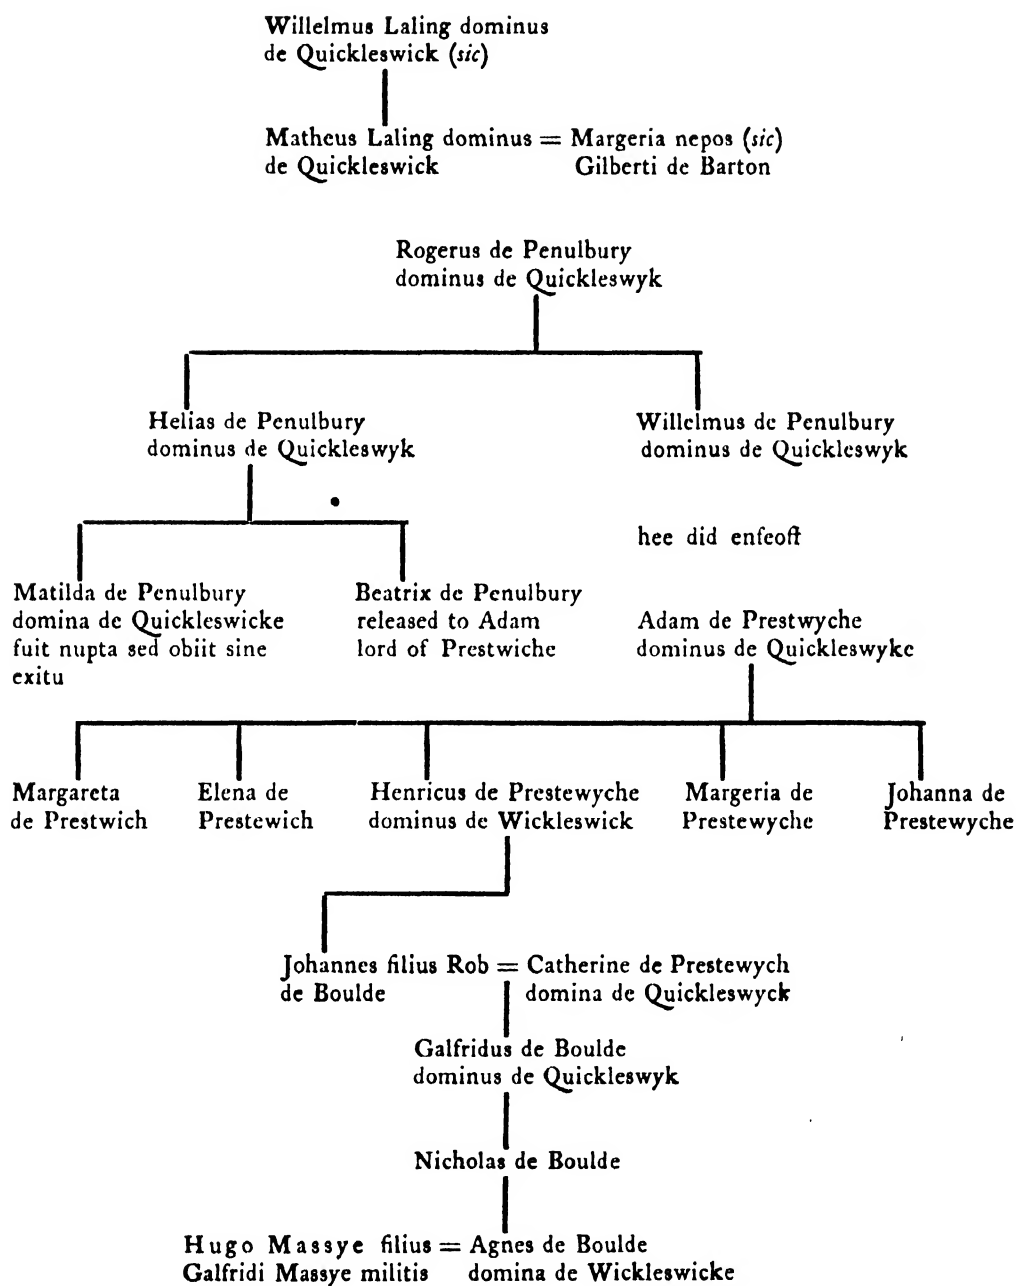 Willelmus Laling dominus
de Quickleswick (sic)
Matheus Laling dominus = Margeria nepos (sic)
de Quickleswick Gilberti de Barton
Rogerus de Penulbury
dominus de Quickleswyk
Helias de Penulbury
dominus de Quickleswyk
Willelmus de Penulbury
dominus de Quickleswyk
hee did enfeoff
Matilda de Penulbury
domina de Quickleswicke
fuit nupta sed obiit sine
exitu
Beatrix de Penulbury
released to Adam
lord of Prestwiche
Adam de Prestwyche
dominus de Quickleswyke
Margareta
de Prestwich
Elena de
Prestewich
Henricus de Prestewyche
dominus de Wickleswick
Margeria de
Prestewyche
Johanna de
Prestewyche
Johannes filius Rob = Catherine de Prestewych
de Boulde domina de Quickleswyck
Galfridus de Boulde
dominus de Quickleswyk
Nicholas de Boulde
Hugo Massye filius = Agnes de Boulde
Galfridi Massye militis domina de Wickleswicke